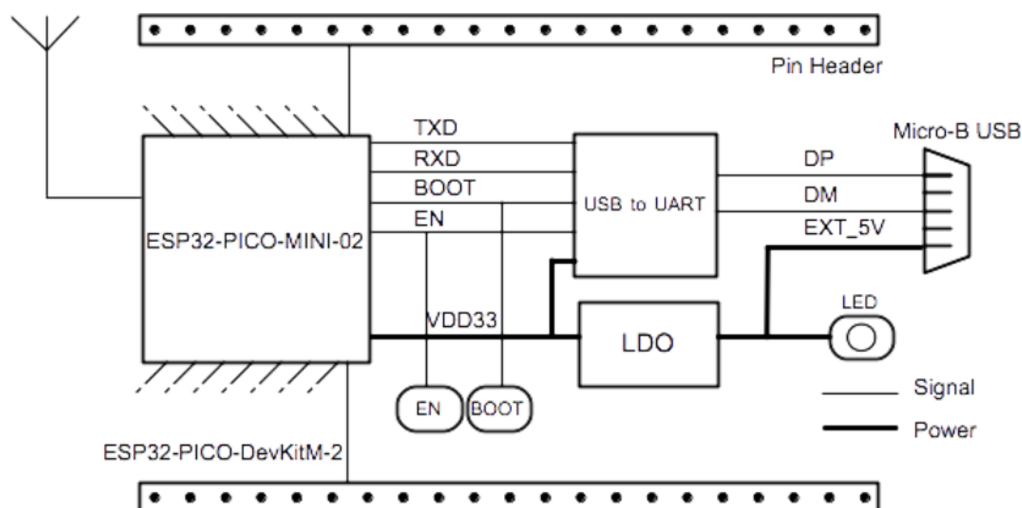 Pin Header
Micro-B USB
TXD
RXD
BOOT
EN
DP
DM
EXT_5V
USB to UART
ESP32-PICO-MINI-02
VDD33
LDO
LED
EN
BOOT
Signal
Power
ESP32-PICO-DevKitM-2